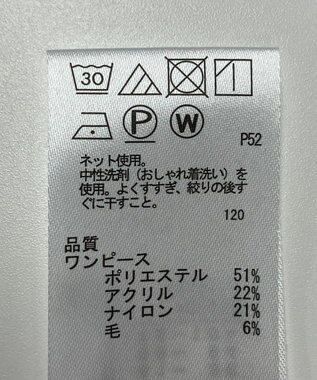 30
P W
P52
ネット使用。
中性洗剤（おしゃれ着洗い）を
使用。よくすすぎ、絞りの後す
ぐに干すこと。
120
品質
ワンピース
ポリエステル 51%
アクリル 22%
ナイロン 21%
毛 6%